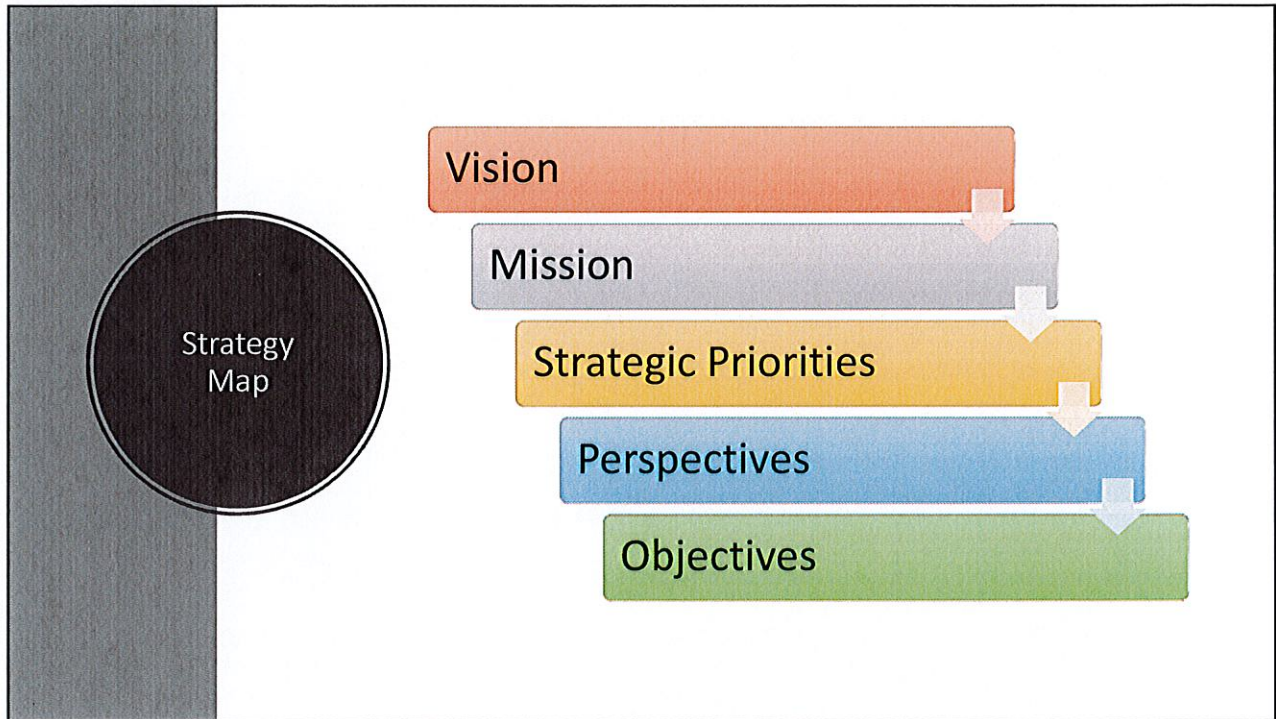 Strategy
Map
Vision
Mission
Strategic Priorities
Perspectives
Objectives